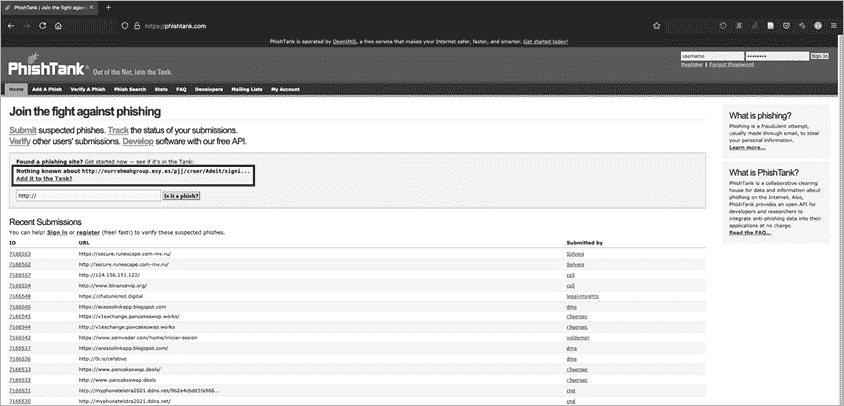 PhishTank | Join the fight against
https://phishtank.com
PhishTank is operated by OpenDNS, a free service that makes your Internet safer, faster, and smarter. Get started today!
username
Sign In
Register | Forgot Password
PhishTank® Out of the Net, into the Tank.
Home Add A Phish Verify A Phish Phish Search Stats FAQ Developers Mailing Lists My Account
Join the fight against phishing
Submit suspected phishes. Track the status of your submissions.
Verify other users' submissions. Develop software with our free API.
Found a phishing site? Get started now — see if it's in the Tank:
Nothing known about http://nurrahmahgroup.esy.es/pjj/creer/Adeit/signi...
Add it to the Tank?
http:// Is it a phish?
Recent Submissions
You can help! Sign in or register (free! fast!) to verify these suspected phishes.
ID URL Submitted by
7166563 https://secure.runescape.com-mv.ru/ Solveig
7166562 http://secure.runescape.com-mv.ru/ Solveig
7166557 http://124.156.151.122/ cs5
7166554 http://www.binancevip.org/ cs5
7166548 https://chatunicred.digital legalintsights
7166546 https://acessolinkapp.blogspot.com dms
7166545 https://v1exchange.pancakeswap.works/ r3gersec
7166544 http://v1exchange.pancakeswap.works r3gersec
7166542 https://www.samvader.com/home/iniciar-sesion voldemor
7166537 https://acessolinkapp.blogspot.com/ dms
7166536 http://0i.is/cefative dms
7166533 https://www.pancakeswap.deals/ r3gersec
7166532 http://www.pancakeswap.deals r3gersec
7166531 http://myphonetelstra2021.ddns.net/9b2a4cbdd1fa966... cnd
7166530 http://myphonetelstra2021.ddns.net/ cnd
What is phishing?
Phishing is a fraudulent attempt,
usually made through email, to steal
your personal information.
Learn more...
What is PhishTank?
PhishTank is a collaborative clearing
house for data and information about
phishing on the Internet. Also,
PhishTank provides an open API for
developers and researchers to
integrate anti-phishing data into their
applications at no charge.
Read the FAQ...